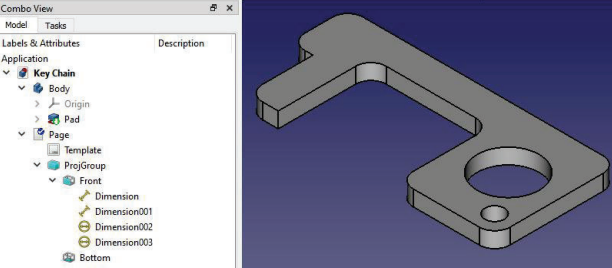 Combo View
Model Tasks
Labels & Attributes Description
Application
Key Chain
Body
Origin
Pad
Page
Template
ProjGroup
Front
Dimension
Dimension001
Dimension002
Dimension003
Bottom